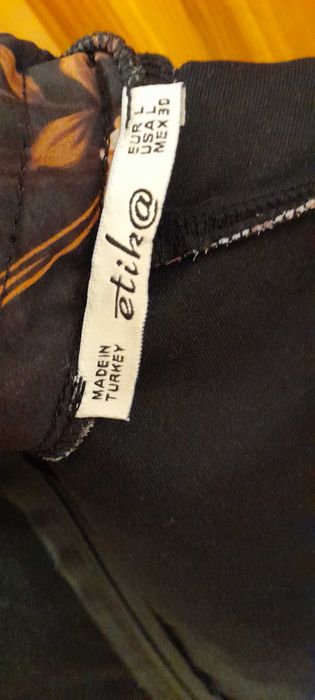 EUR L
USA L
MEX 30
etik@
MADE IN
TURKEY